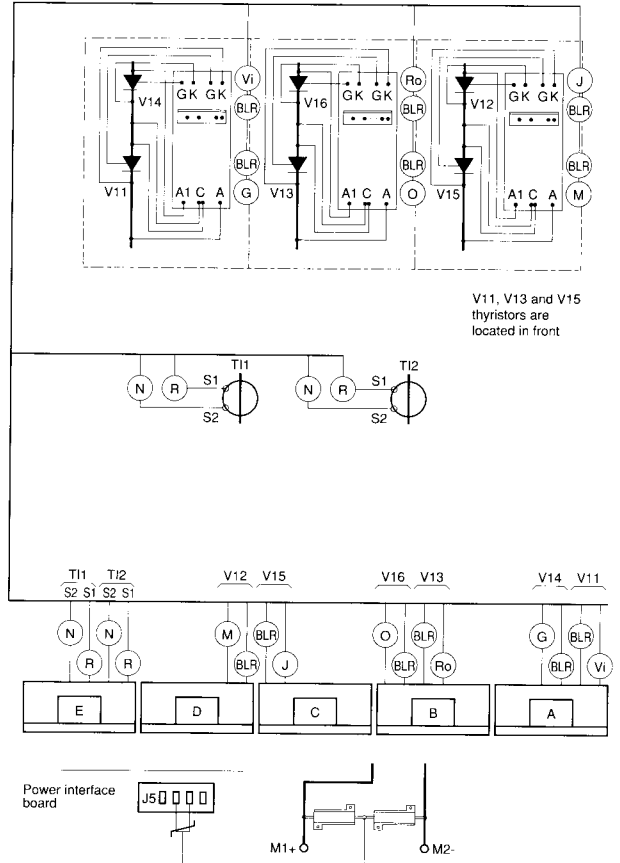 Vi
Ro
J
GK GK
GK GK
GK GK
V14
V16
V12
BLR
BLR
BLR
BLR
BLR
BLR
V11
V13
V15
A1 C A
A1 C A
A1 C A
G
O
M
V11, V13 and V15
thyristors are
located in front
TI1
TI2
N
R
S1
N
R
S1
S2
S2
TI1 TI2
V12 V15
V16 V13
V14 V11
S2 S1 S2 S1
N
N
M
BLR
O
BLR
G
BLR
R
R
BLR
J
BLR
Ro
BLR
Vi
E
D
C
B
A
Power interface
board
J5
M1+
M2-